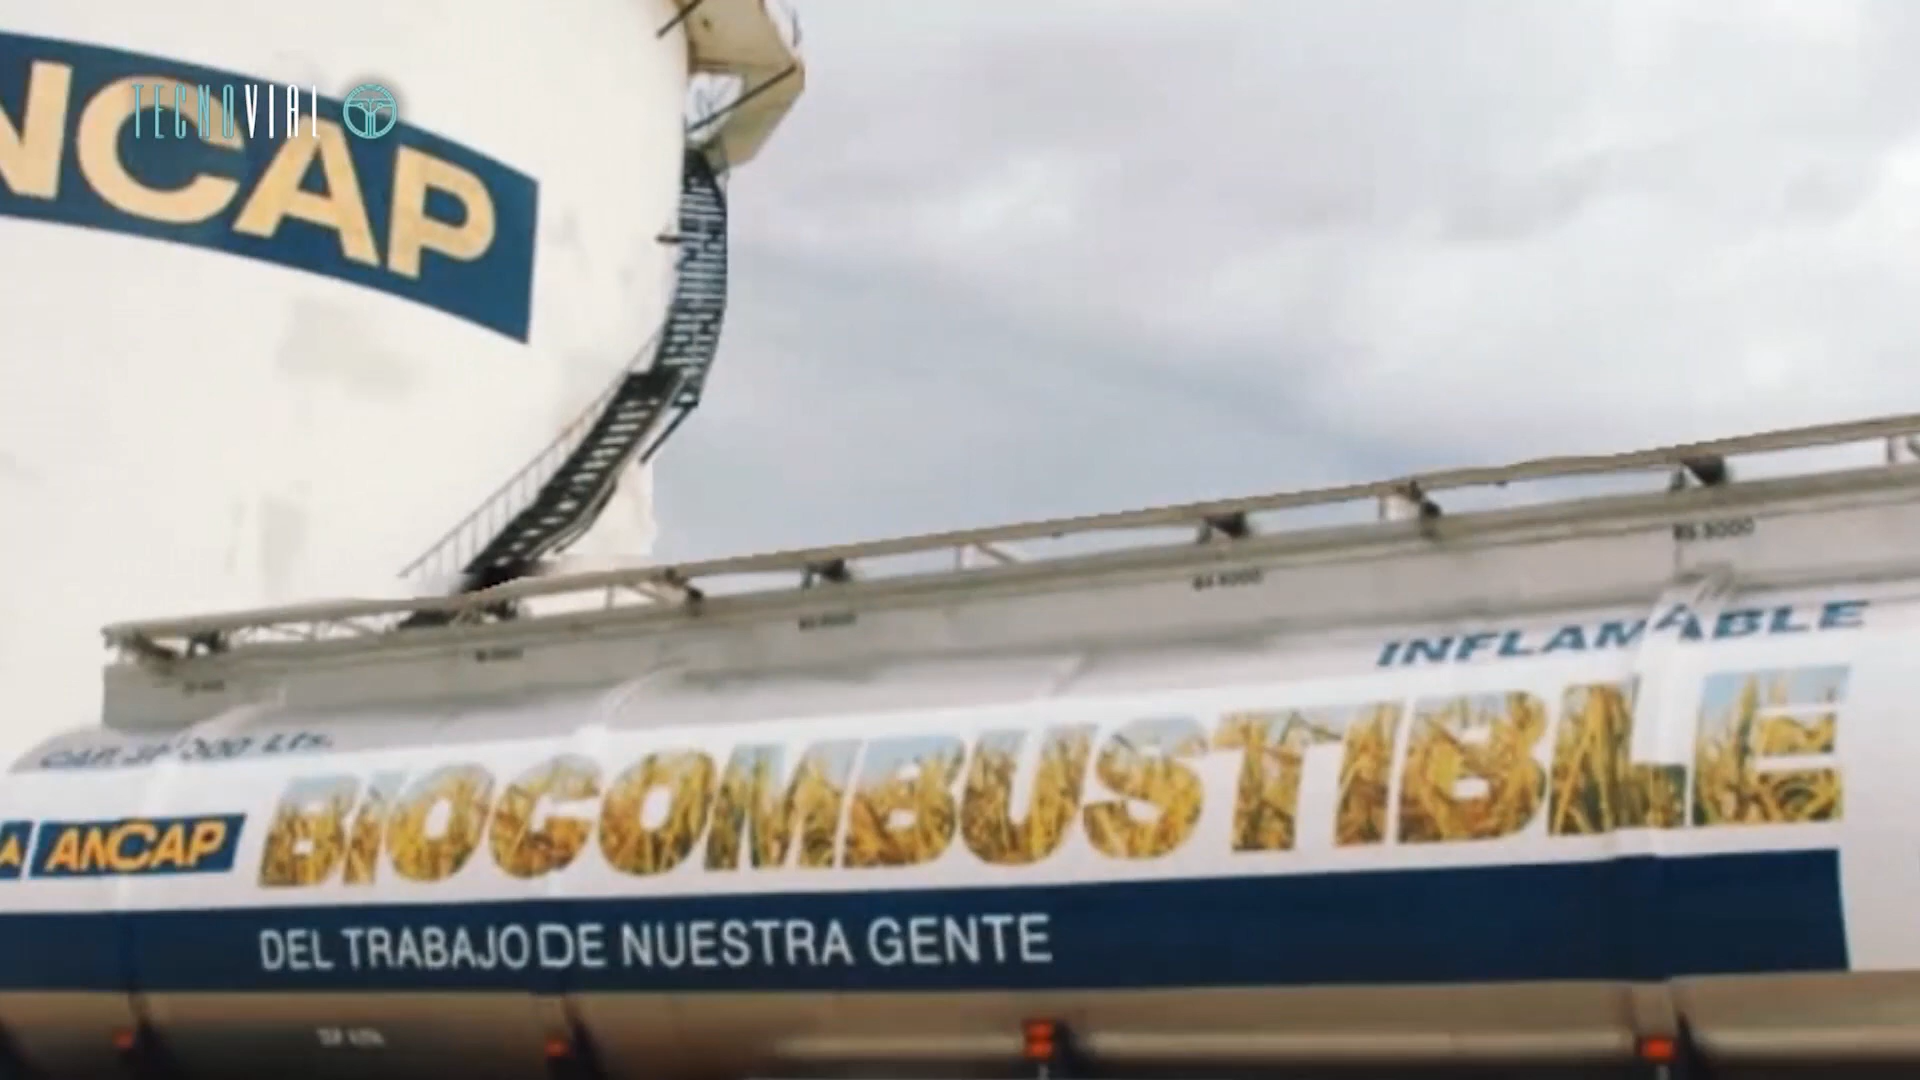 NCAP
TECNOVIAL
INFLAMABLE
ANCAP
BIOCOMBUSTIBLE
DEL TRABAJO DE NUESTRA GENTE